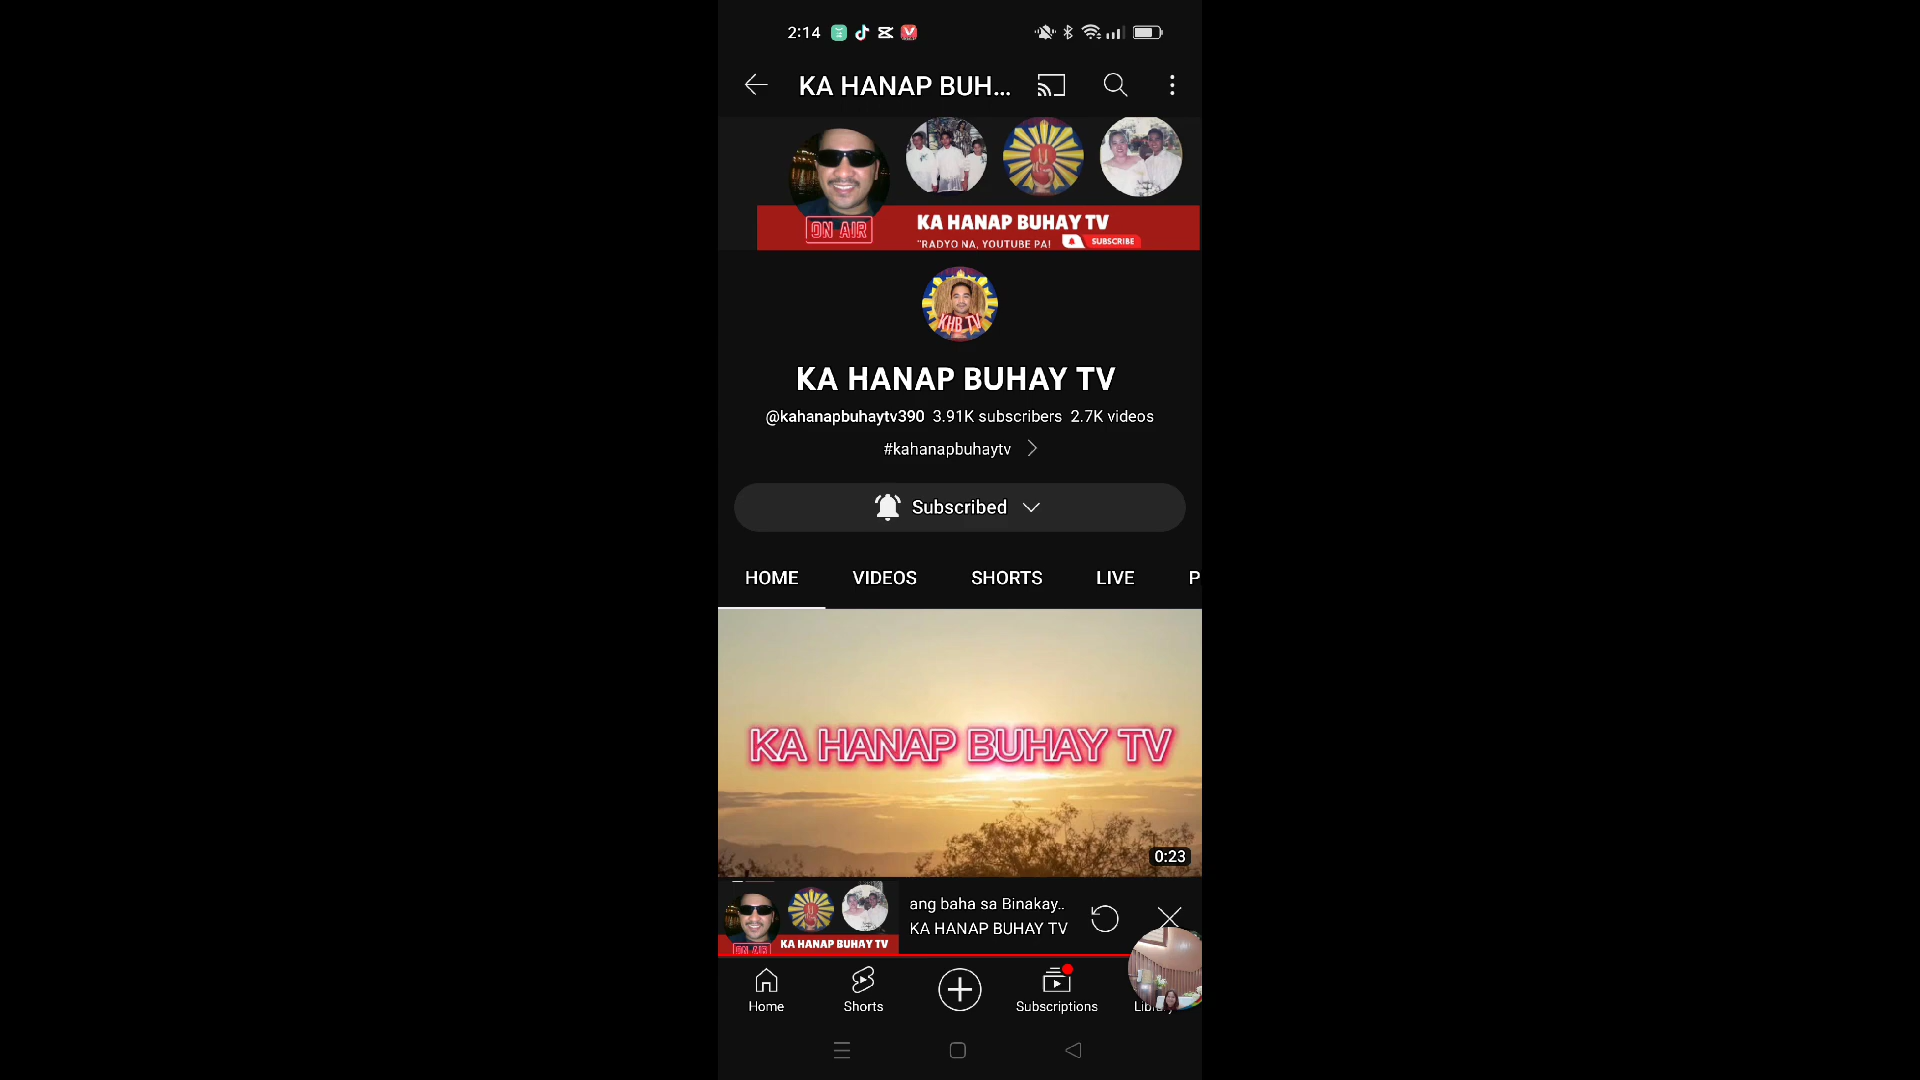 2:14
KA HANAP BUH...
ON AIR
KA HANAP BUHAY TV
"RADYO NA, YOUTUBE PA!
SUBSCRIBE
KHB TV
KA HANAP BUHAY TV
@kahanapbuhaytv390 3.91K subscribers 2.7K videos
#kahanapbuhaytv
Subscribed
HOME VIDEOS SHORTS LIVE P
KA HANAP BUHAY TV
0:23
ang baha sa Binakay..
KA HANAP BUHAY TV
KA HANAP BUHAY TV
ON AIR
Home Shorts Subscriptions